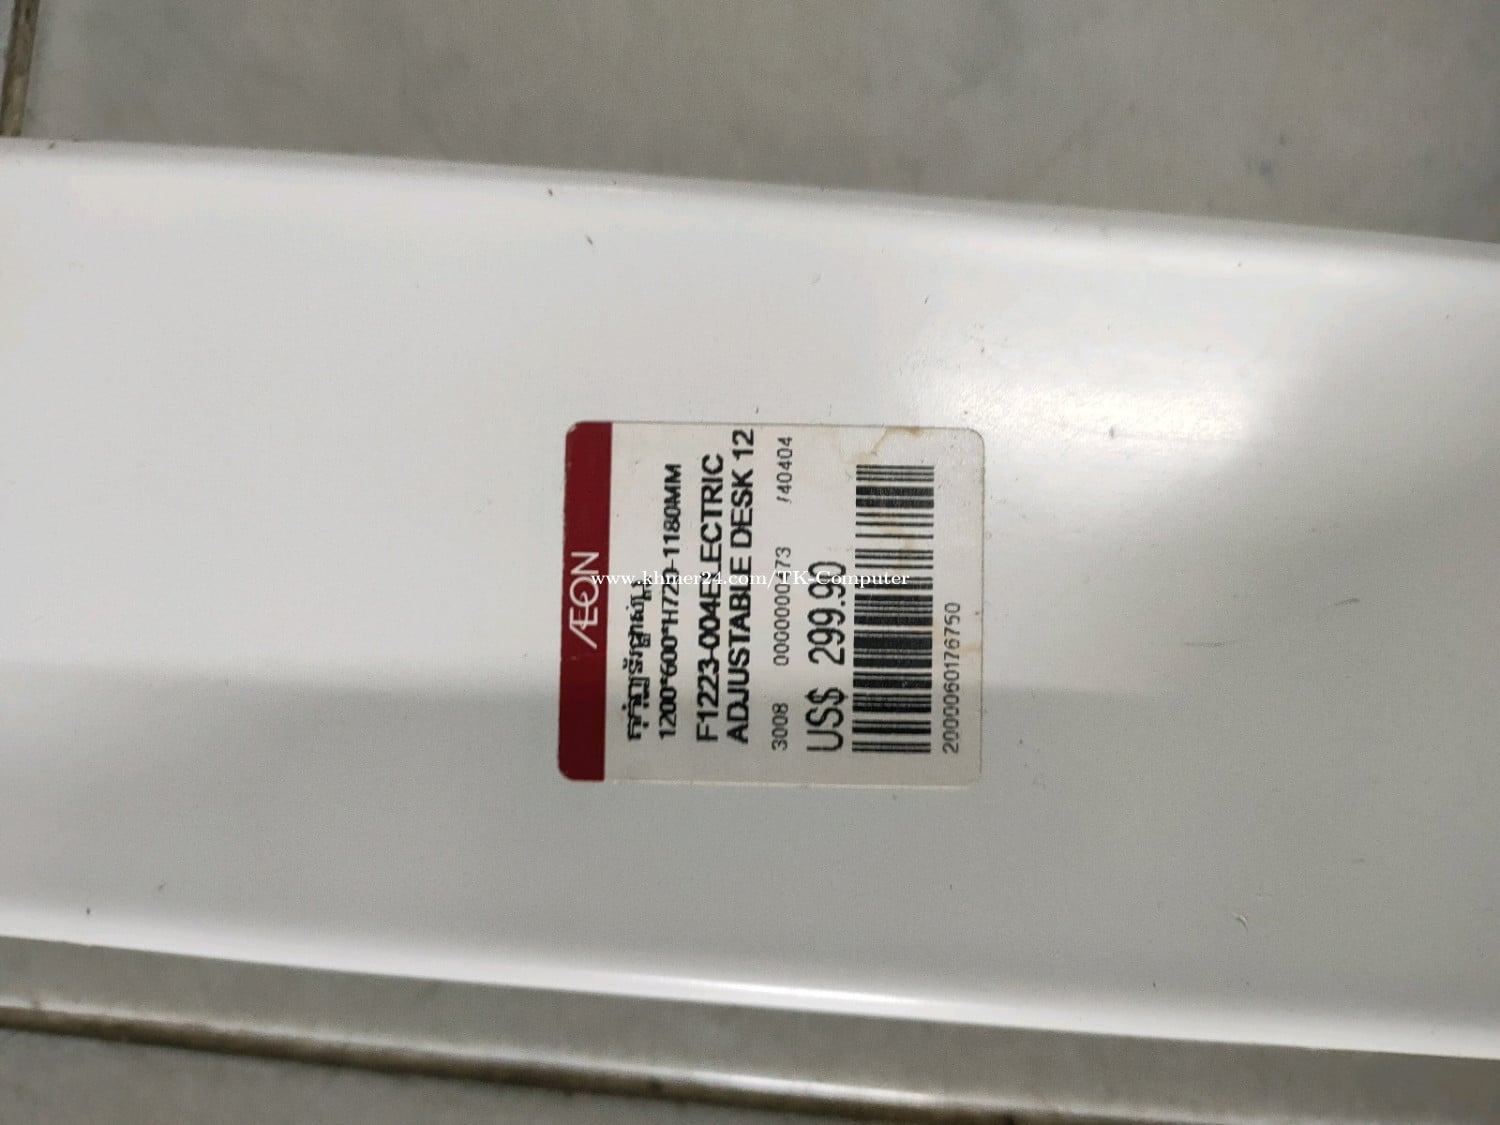 ÆON
1200*600*H720-1180MM
F1223-004ELECTRIC
ADJUSTABLE DESK 12
3008 0000000073 /40404
US$ 299.90
2000060176750
www.khmer24.com/TK-Computer